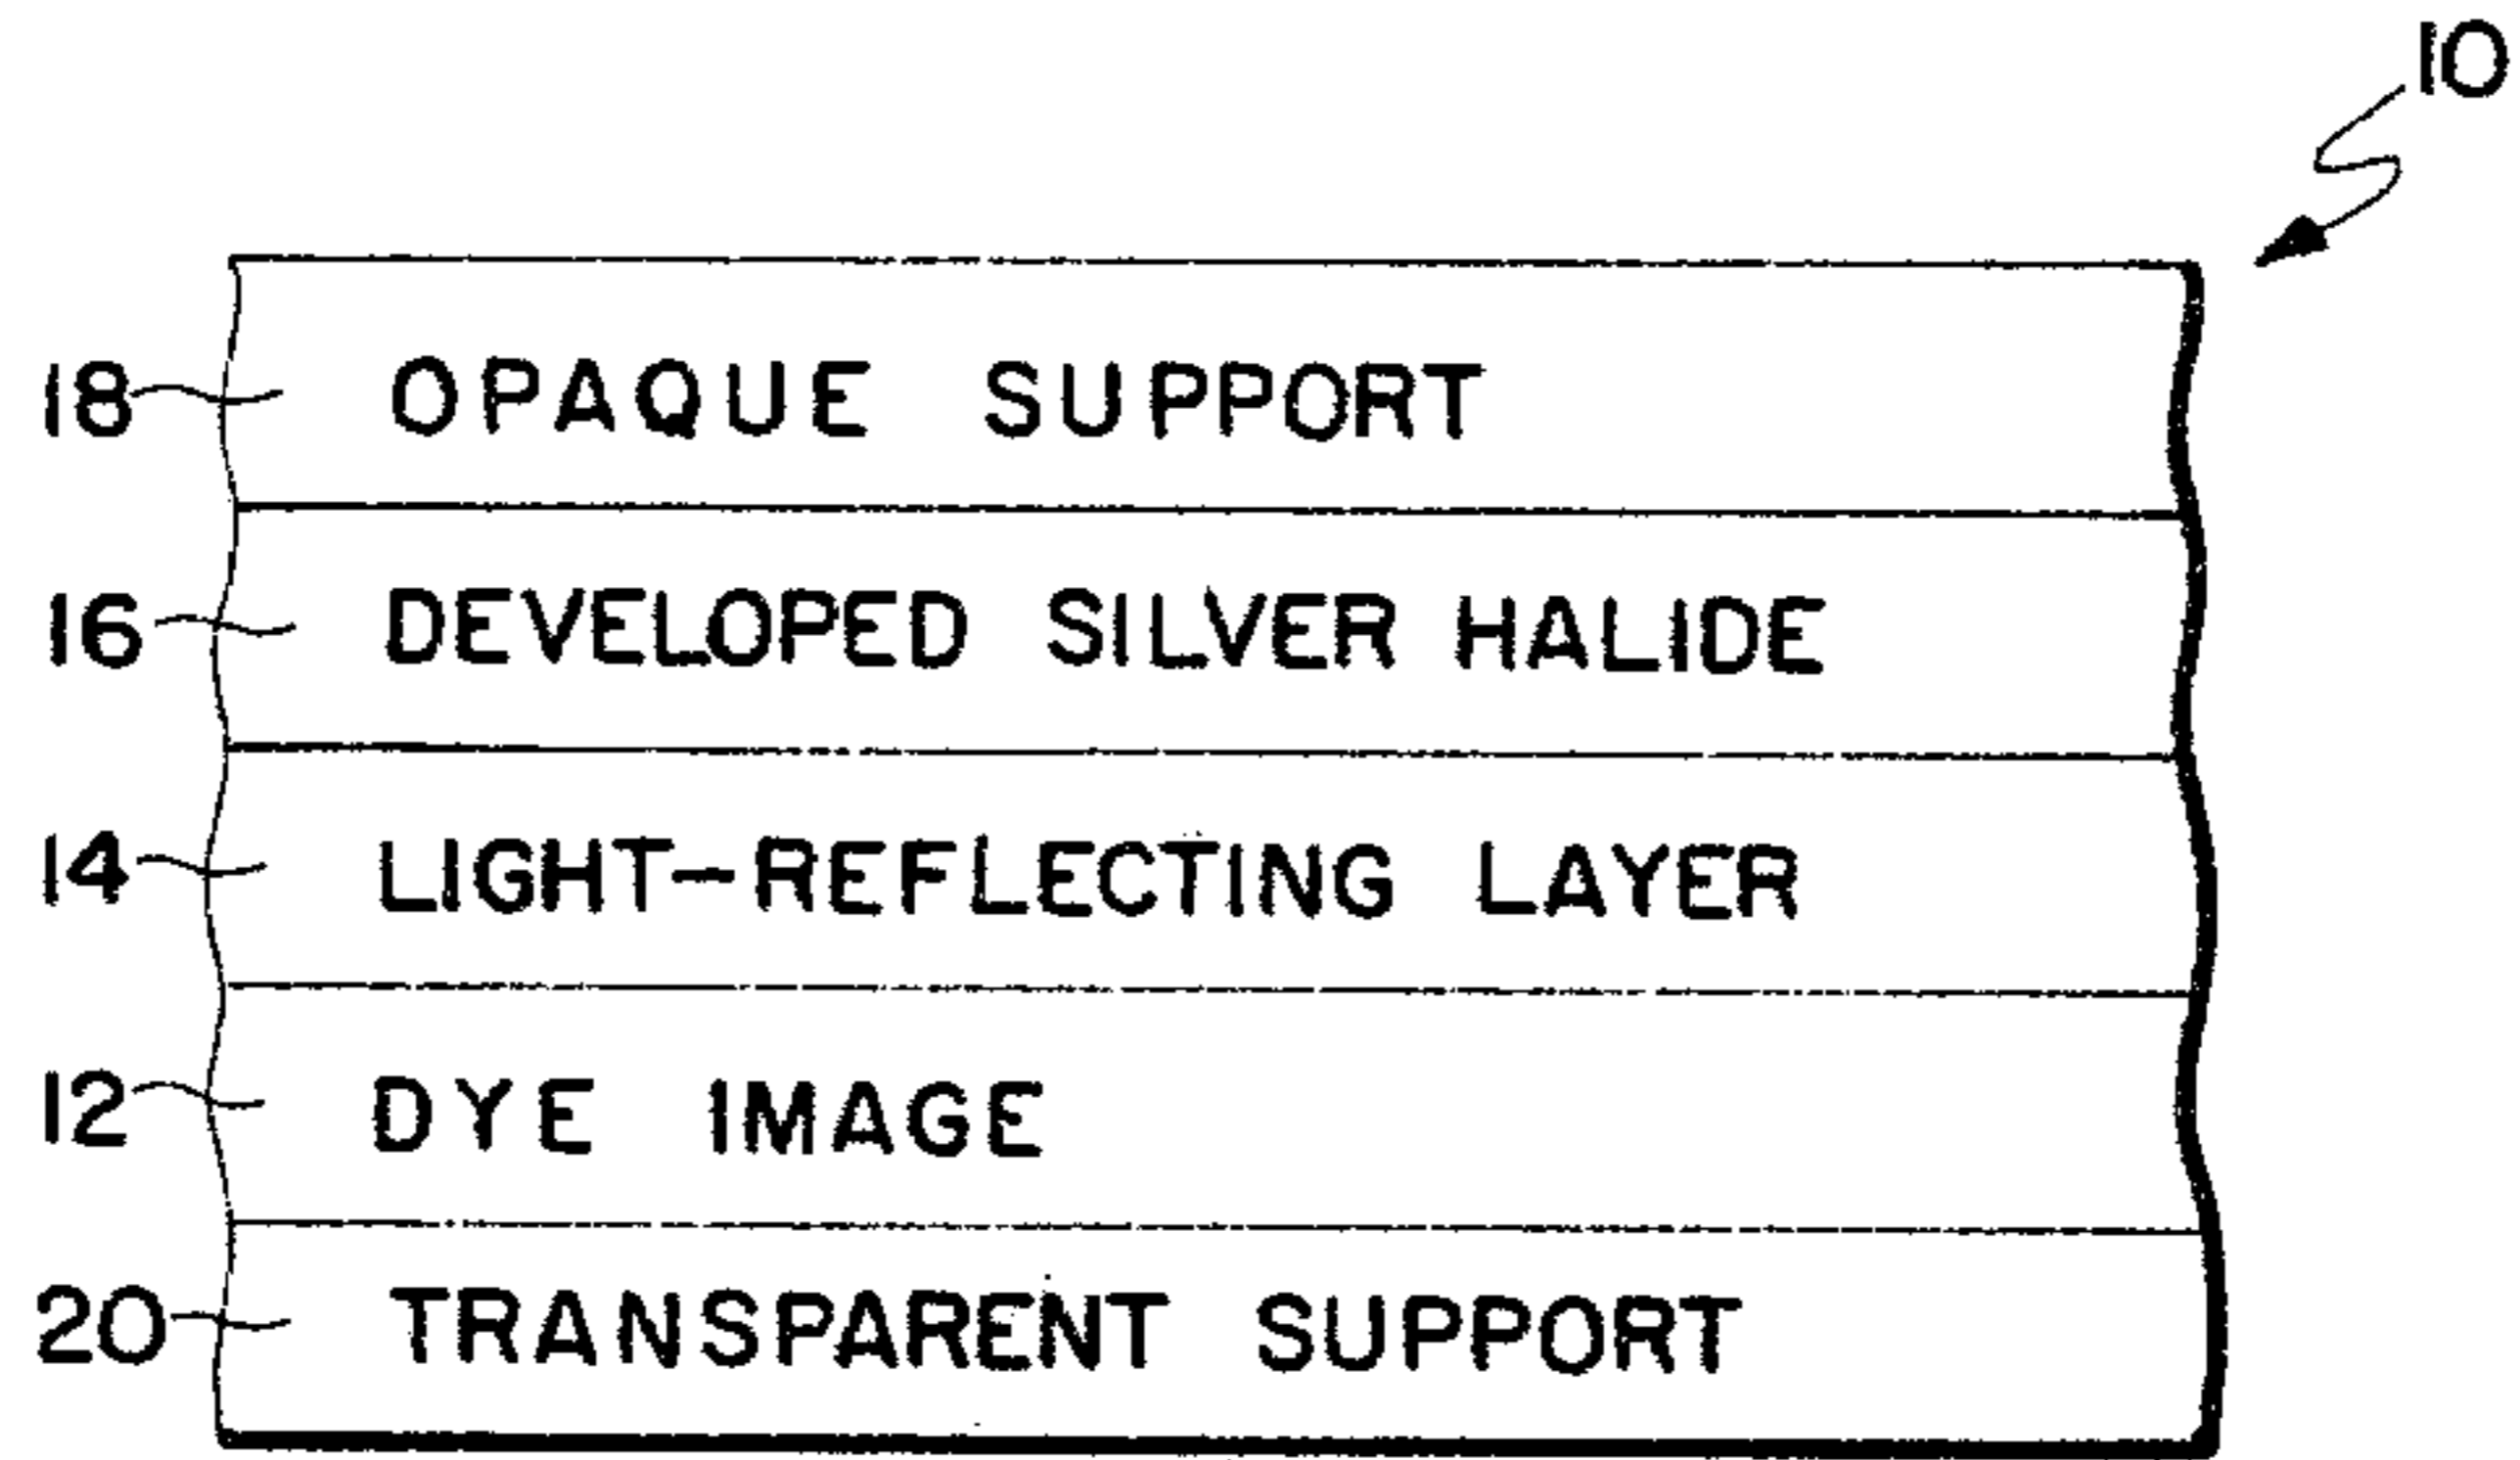 10
18 OPAQUE SUPPORT
16 DEVELOPED SILVER HALIDE
14 LIGHT-REFLECTING LAYER
12 DYE IMAGE
20 TRANSPARENT SUPPORT